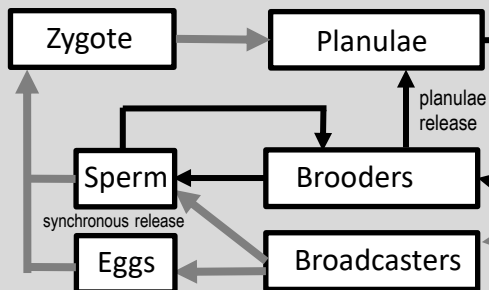 Zygote
Planulae
planulae
release
Sperm
Brooders
synchronous release
Eggs
Broadcasters